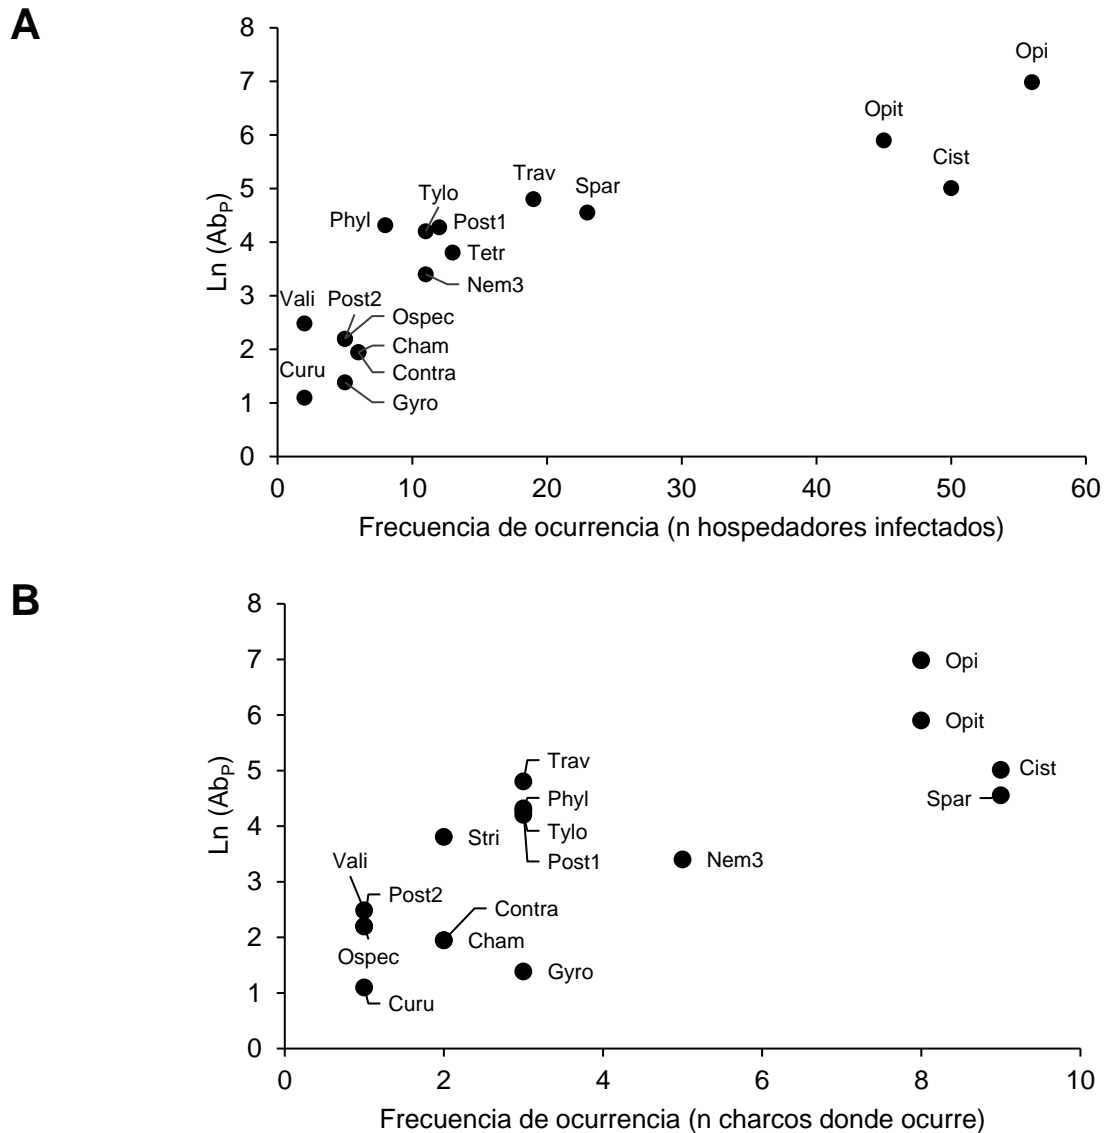 A
8
7
6
5
4
3
2
1
0
Ln (AbP)
Opi
Opit
Cist
Trav
Spar
Tylo
Phyl
Post1
Tetr
Nem3
Vali
Post2
Ospec
Cham
Curu
Contra
Gyro
0 10 20 30 40 50 60
Frecuencia de ocurrencia (n hospedadores infectados)
B
8
7
6
5
4
3
2
1
0
Ln (AbP)
Opi
Opit
Trav
Cist
Phyl
Spar
Tylo
Stri
Post1
Nem3
Vali
Post2
Contra
Cham
Ospec
Gyro
Curu
0 2 4 6 8 10
Frecuencia de ocurrencia (n charcos donde ocurre)